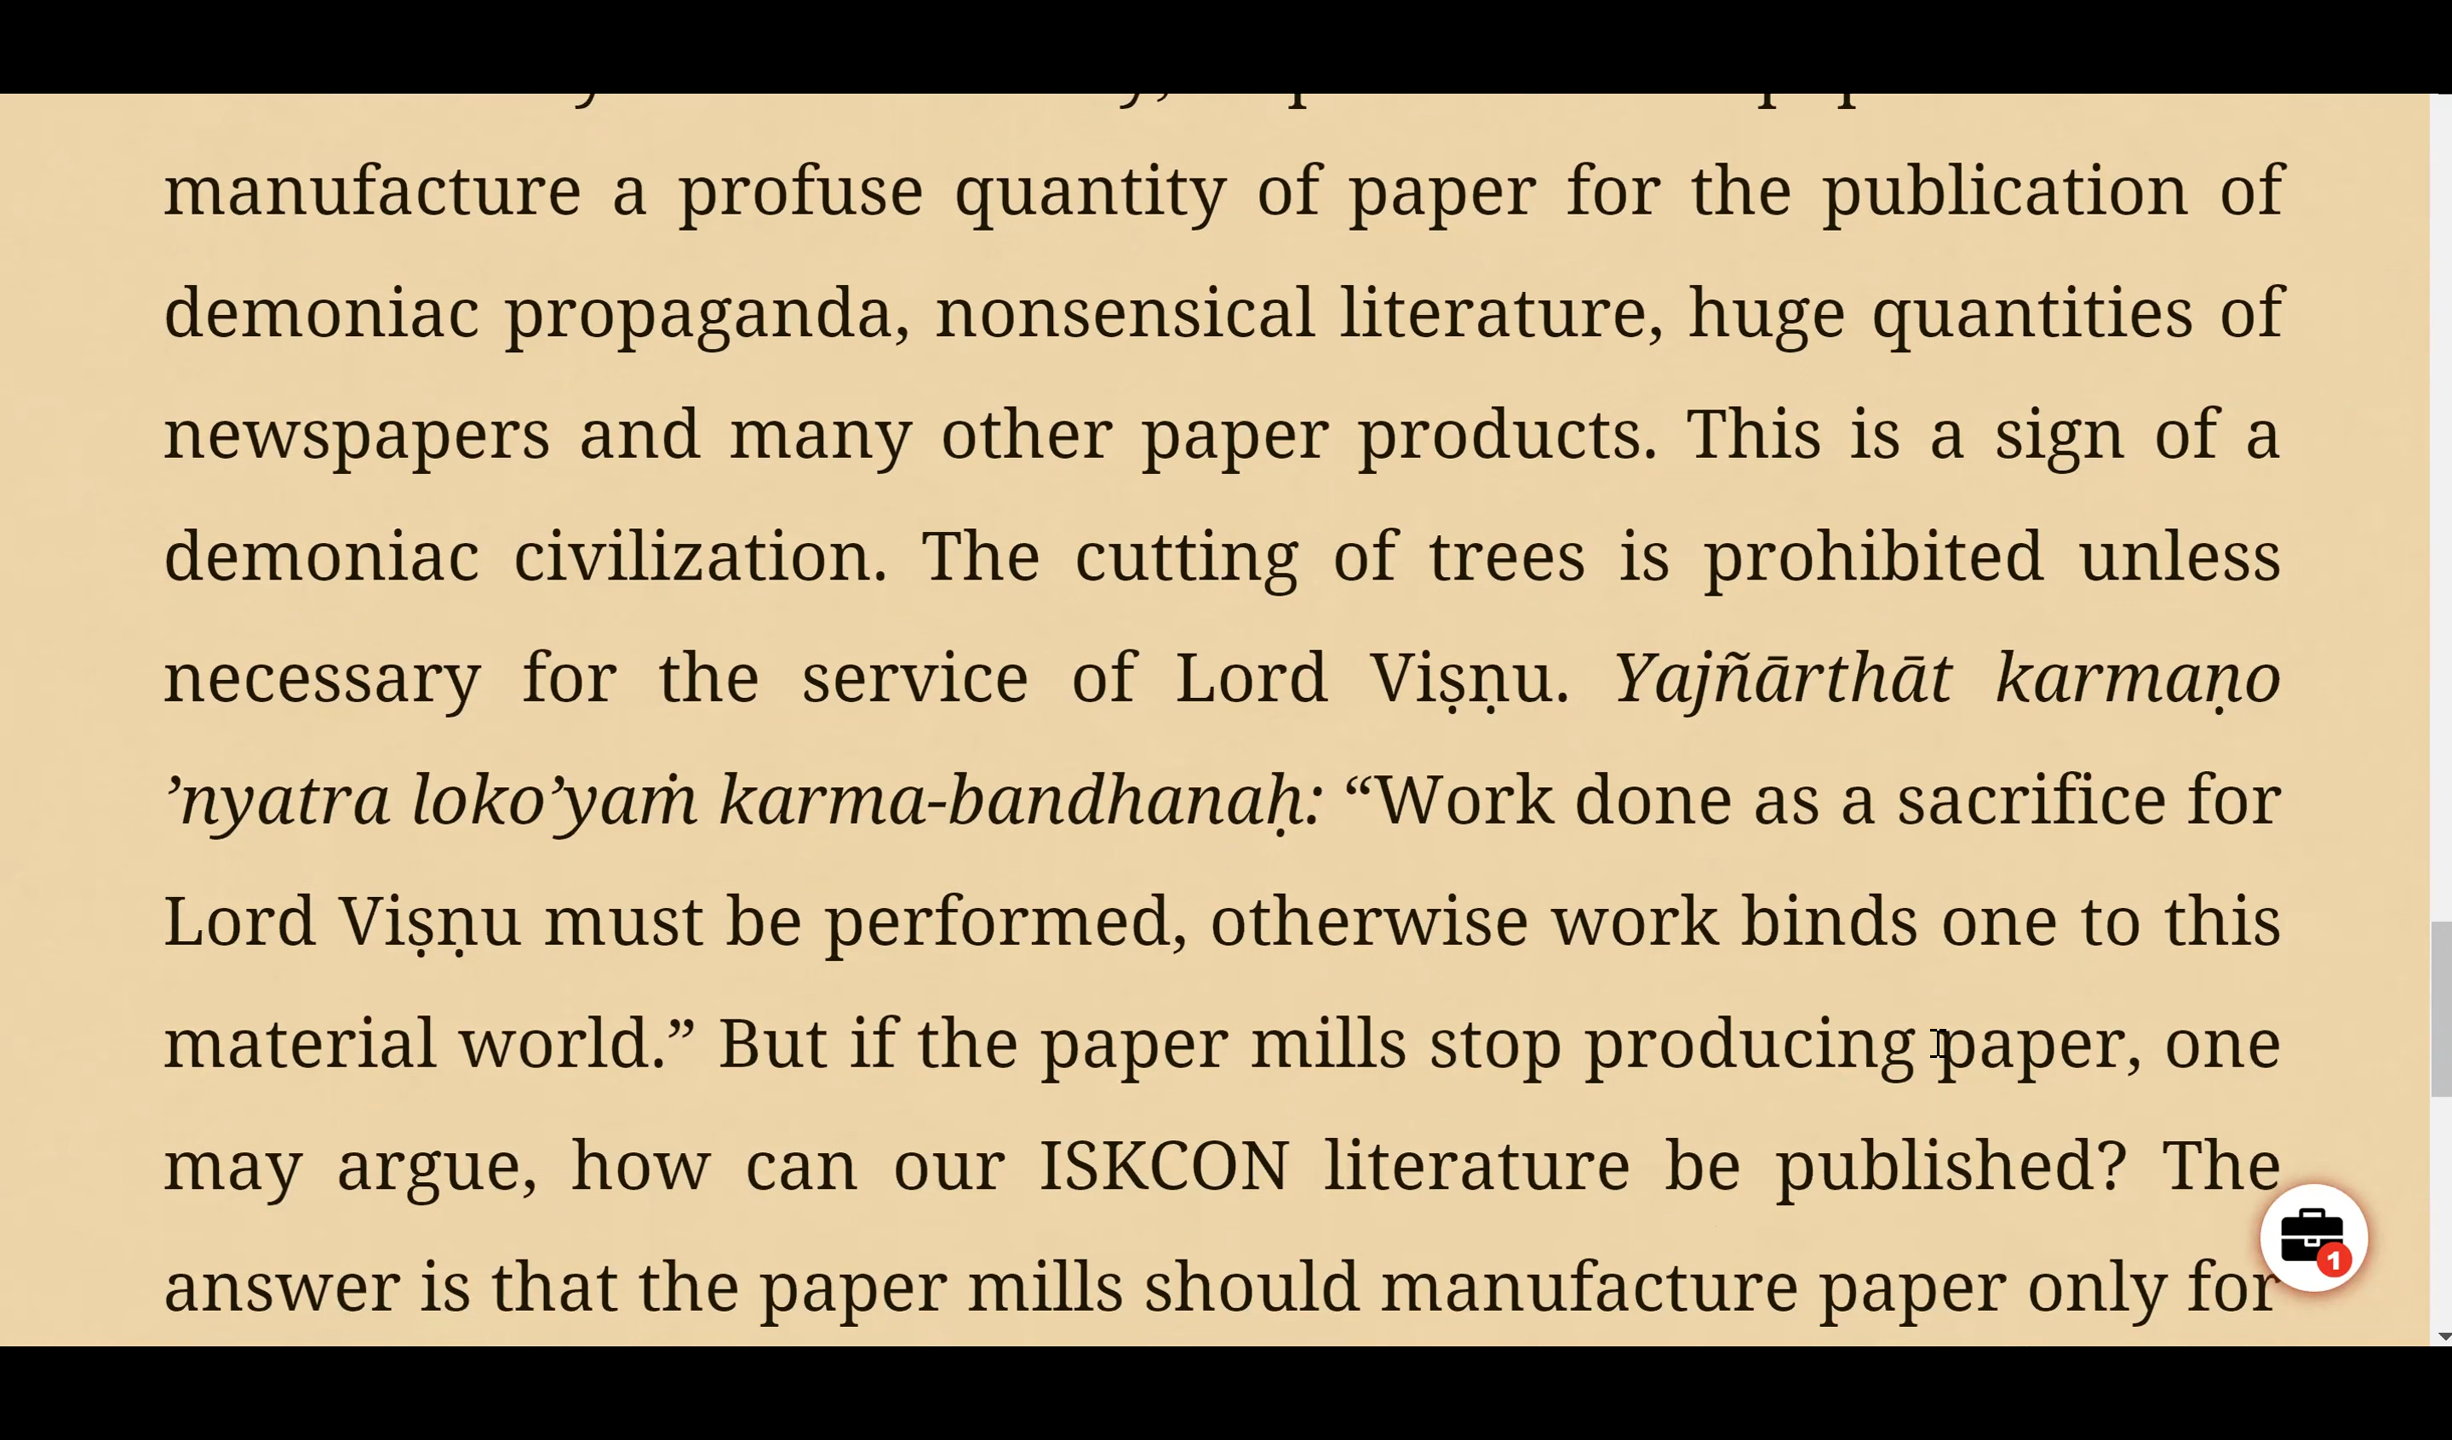 manufacture a profuse quantity of paper for the publication of
demoniac propaganda, nonsensical literature, huge quantities of
newspapers and many other paper products. This is a sign of a
demoniac civilization. The cutting of trees is prohibited unless
necessary for the service of Lord Viṣṇu. Yajñārthāt karmaṇo
’nyatra loko’yaṁ karma-bandhanaḥ: “Work done as a sacrifice for
Lord Viṣṇu must be performed, otherwise work binds one to this
material world.” But if the paper mills stop producing paper, one
may argue, how can our ISKCON literature be published? The
answer is that the paper mills should manufacture paper only for
1